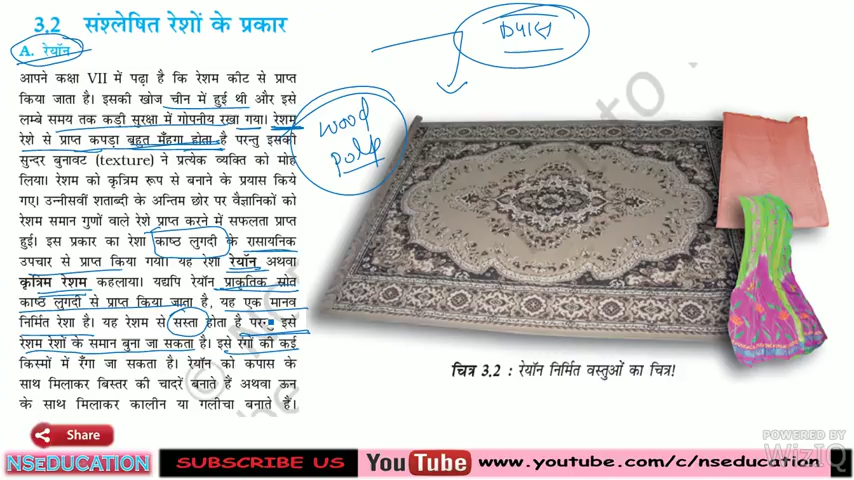 3.2 संश्लेषित रेशों के प्रकार
A. रेयॉन
आपने कक्षा VII में पढ़ा है कि रेशम कीट से प्राप्त
किया जाता है। इसकी खोज चीन में हुई थी और इसे
लम्बे समय तक कड़ी सुरक्षा में गोपनीय रखा गया। रेशम
रेशे से प्राप्त कपड़ा बहुत मँहगा होता है परन्तु इसकी
सुन्दर बुनावट (texture) ने प्रत्येक व्यक्ति को मोह
लिया। रेशम को कृत्रिम रूप से बनाने के प्रयास किये
गए। उन्नीसवीं शताब्दी के अन्तिम छोर पर वैज्ञानिकों को
रेशम समान गुणों वाले रेशे प्राप्त करने में सफलता प्राप्त
हुई। इस प्रकार का रेशा काष्ठ लुगदी के रासायनिक
उपचार से प्राप्त किया गया। यह रेशा रेयॉन अथवा
कृत्रिम रेशम कहलाया। यद्यपि रेयॉन प्राकृतिक स्रोत
काष्ठ लुगदी से प्राप्त किया जाता है, यह एक मानव
निर्मित रेशा है। यह रेशम से सस्ता होता है परन्तु इसे
रेशम रेशों के समान बुना जा सकता है। इसे रंगों की कई
किस्मों में रँगा जा सकता है। रेयॉन को कपास के
साथ मिलाकर बिस्तर की चादरें बनाते हैं अथवा ऊन
के साथ मिलाकर कालीन या गलीचा बनाते हैं।
wood
pulp
चित्र 3.2 : रेयॉन निर्मित वस्तुओं का चित्र!
Share
NSEDUCATION
SUBSCRIBE US
YouTube
www.youtube.com/c/nseducation
POWERED BY
WizIQ